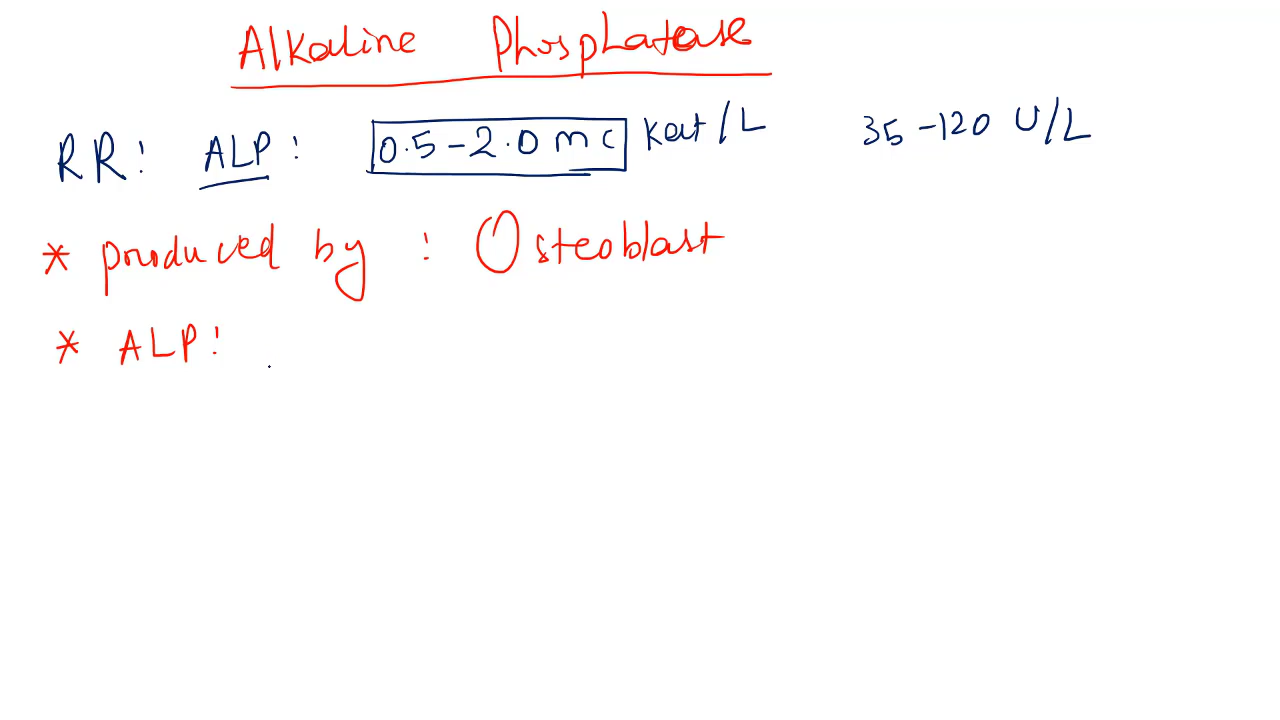 Alkaline Phosphatase
RR: ALP: 0.5-2.0 mc Kat/L 35-120 U/L
* produced by: Osteoblast
* ALP: